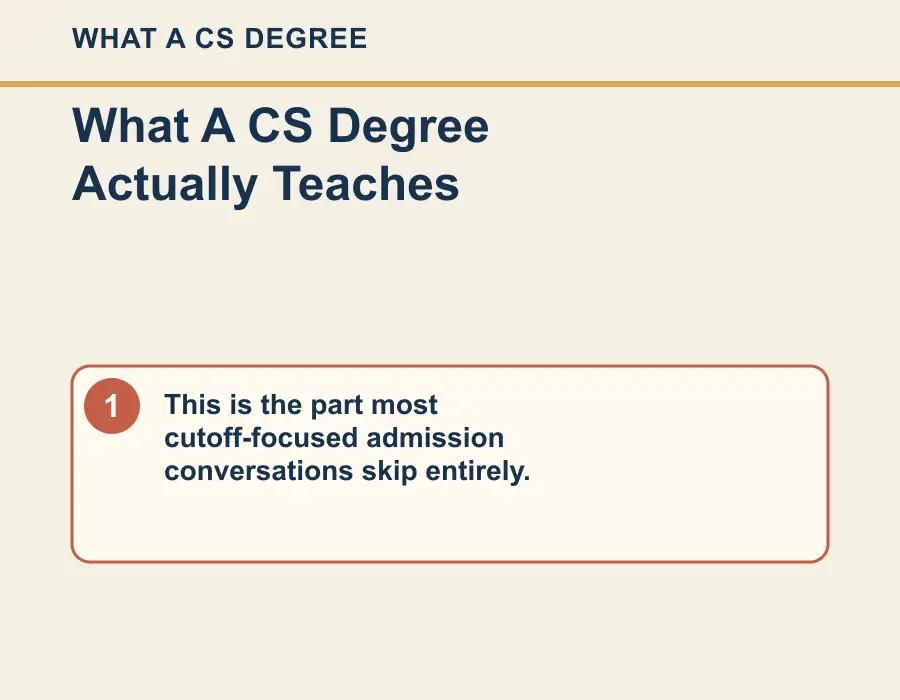 WHAT A CS DEGREE
What A CS Degree
Actually Teaches
1
This is the part most
cutoff-focused admission
conversations skip entirely.